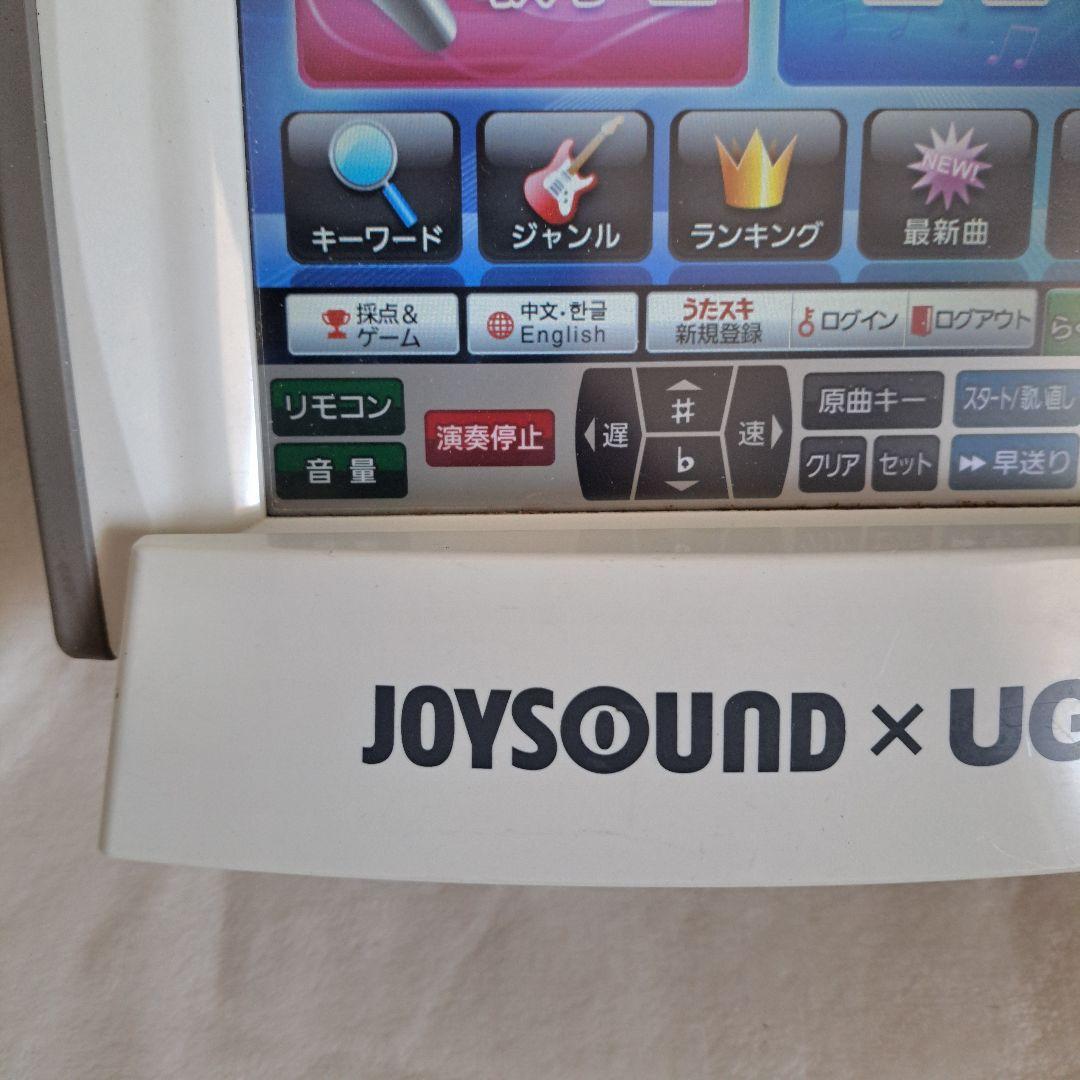 キーワード
ジャンル
ランキング
NEW!
最新曲
採点&
ゲーム
中文・한글
English
うたスキ
新規登録
ログイン
ログアウト
リモコン
音量
演奏停止
遅
♯
♭
速
原曲キー
クリア
セット
スタート/歌い直し
早送り
JOYSOUND × UG